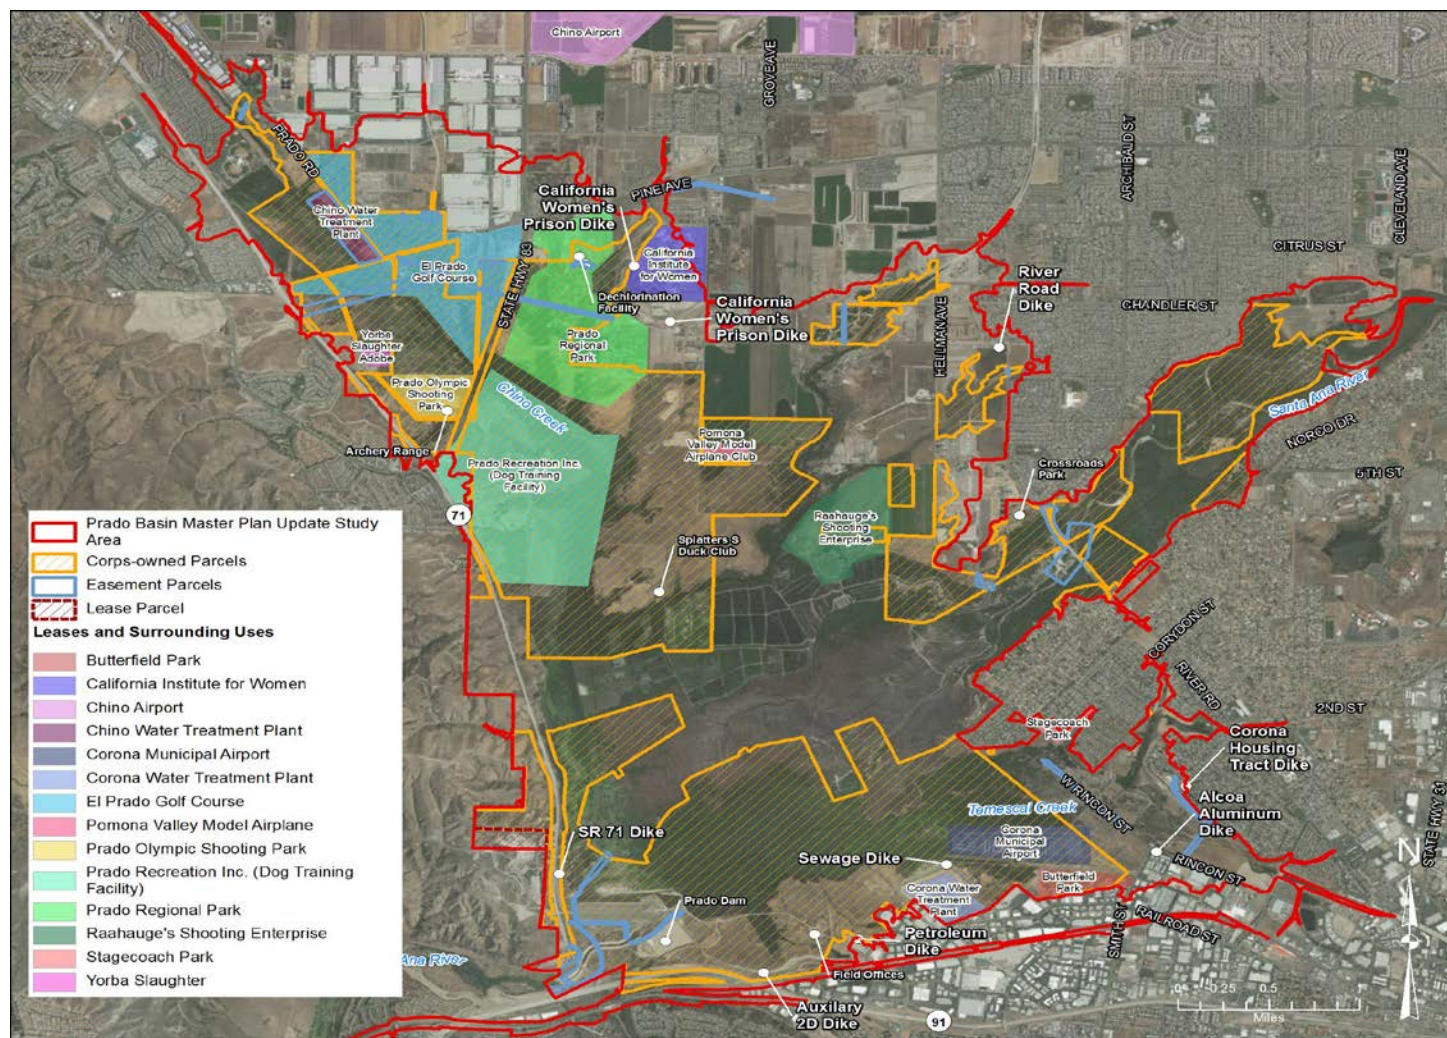 Chino Airport
GROVE AVE
PRADO RD
ARCHIBALD ST
CLEVELAND AVE
California
Women's
Prison Dike
PINE AVE
Chino Water
Treatment
Plant
STATE HWY 83
California
Institute
for Women
CITRUS ST
El Prado
Golf Course
Dechlorination
Facility
California
Women's
Prison Dike
River
Road
Dike
CHANDLER ST
HELLMAN AVE
Yorba
Slaughter
Adobe
Prado
Regional
Park
Prado Olympic
Shooting
Park
Chino Creek
Santa Ana River
NORCO DR
Archery Range
Pomona
Valley Model
Airplane Club
Prado Recreation Inc.
(Dog Training
Facility)
Crossroads
Park
5TH ST
71
Raahauge's
Shooting
Enterprise
Splatters S
Duck Club
Prado Basin Master Plan Update Study
Area
Corps-owned Parcels
Easement Parcels
Lease Parcel
Leases and Surrounding Uses
Butterfield Park
California Institute for Women
Chino Airport
Chino Water Treatment Plant
Corona Municipal Airport
Corona Water Treatment Plant
El Prado Golf Course
Pomona Valley Model Airplane
Prado Olympic Shooting Park
Prado Recreation Inc. (Dog Training
Facility)
Prado Regional Park
Raahauge's Shooting Enterprise
Stagecoach Park
Yorba Slaughter
CORYDON ST
RIVER RD
2ND ST
Stagecoach
Park
Corona
Housing
Tract Dike
W RINCON ST
Temescal Creek
Alcoa
Aluminum
Dike
STATE HWY 31
SR 71 Dike
Corona
Municipal
Airport
Sewage Dike
RINCON ST
N
Butterfield
Park
Corona Water
Treatment
Plant
Prado Dam
SMITH ST
RAILROAD ST
Petroleum
Dike
Ana River
Field Offices
Auxilary
2D Dike
91
0 0.25 0.5 1
Miles